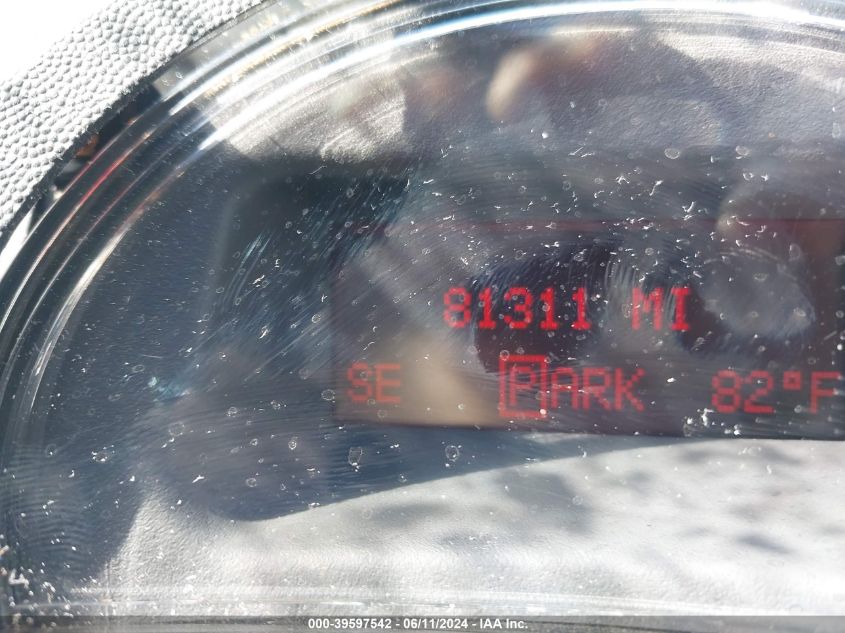 81311 MI
SE PARK 82°F
000-39597542 - 06/11/2024 - IAA Inc.